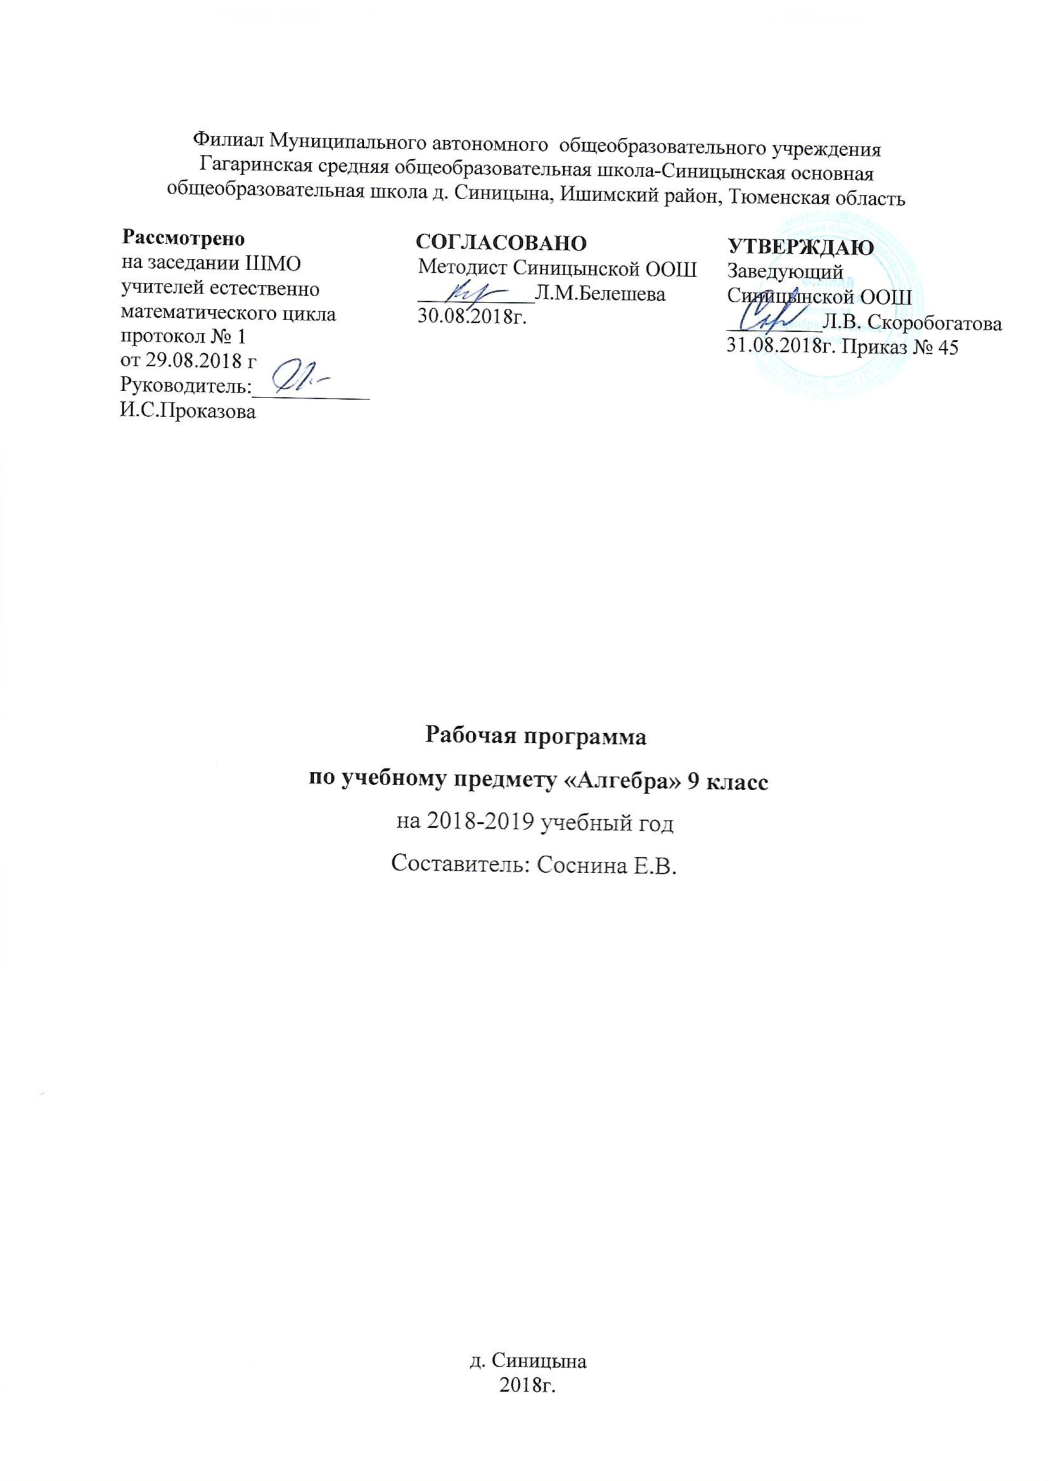 Филиал Муниципального автономного общеобразовательного учреждения
Гагаринская средняя общеобразовательная школа-Синицынская основная
общеобразовательная школа д. Синицына, Ишимский район, Тюменская область
Рассмотрено
на заседании ШМО
учителей естественно
математического цикла
протокол № 1
от 29.08.2018 г
Руководитель:___________
И.С.Проказова
СОГЛАСОВАНО
Методист Синицынской ООШ
___________Л.М.Белешева
30.08.2018г.
УТВЕРЖДАЮ
Заведующий
Синицынской ООШ
_________Л.В. Скоробогатова
31.08.2018г. Приказ № 45
Рабочая программа
по учебному предмету «Алгебра» 9 класс
на 2018-2019 учебный год
Составитель: Соснина Е.В.
д. Синицына
2018г.